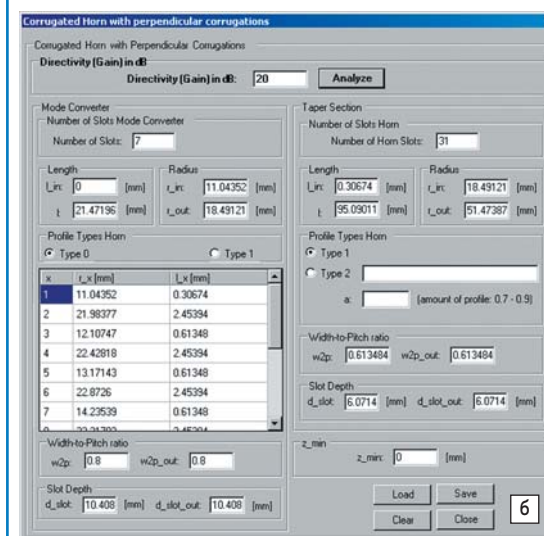 Corrugated Horn with perpendicular corrugations
Corrugated Horn with Perpendicular Corrugations
Directivity (Gain) in dB
Directivity (Gain) in dB: 20 Analyze
Mode Converter
Number of Slots Mode Converter
Number of Slots: 7
Length
l_in: 0 [mm]
l: 21.47196 [mm]
Radius
r_in: 11.04352 [mm]
r_out: 18.49121 [mm]
Profile Types Horn
Type 0 Type 1
x r_x [mm] l_x [mm]
1 11.04352 0.30674
2 21.98377 2.45394
3 12.10747 0.61348
4 22.42818 2.45394
5 13.17143 0.61348
6 22.8726 2.45394
7 14.23539 0.61348
Width-to-Pitch ratio
w2p: 0.8 w2p_out: 0.8
Slot Depth
d_slot: 10.408 [mm] d_slot_out: 10.408 [mm]
Taper Section
Number of Slots Horn
Number of Horn Slots: 31
Length
l_in: 0.30674 [mm]
l: 95.09011 [mm]
Radius
r_in: 18.49121 [mm]
r_out: 51.47387 [mm]
Profile Types Horn
Type 1
Type 2
a: (amount of profile: 0.7 - 0.9)
Width-to-Pitch ratio
w2p: 0.613484 w2p_out: 0.613484
Slot Depth
d_slot: 6.0714 [mm] d_slot_out: 6.0714 [mm]
z_min
z_min: 0 [mm]
Load Save
Clear Close
б